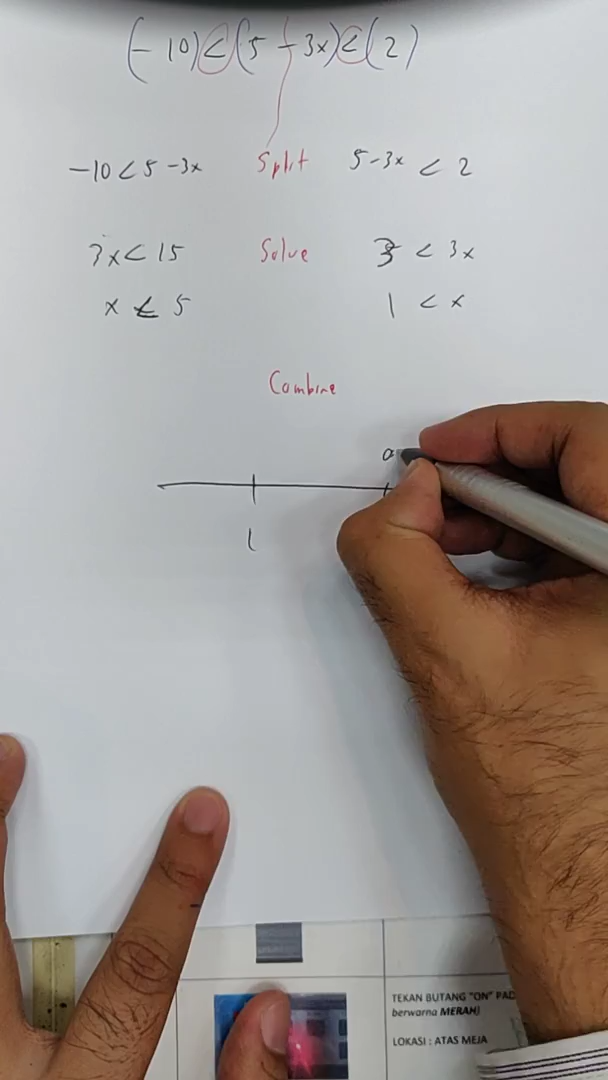 (-10) < (5 - 3x) < (2)
-10 < 5 - 3x Split 5 - 3x < 2
3x < 15 Solve 3 < 3x
x < 5 1 < x
Combine
1
TEKAN BUTANG "ON" PAD
berwarna MERAH)
LOKASI : ATAS MEJA